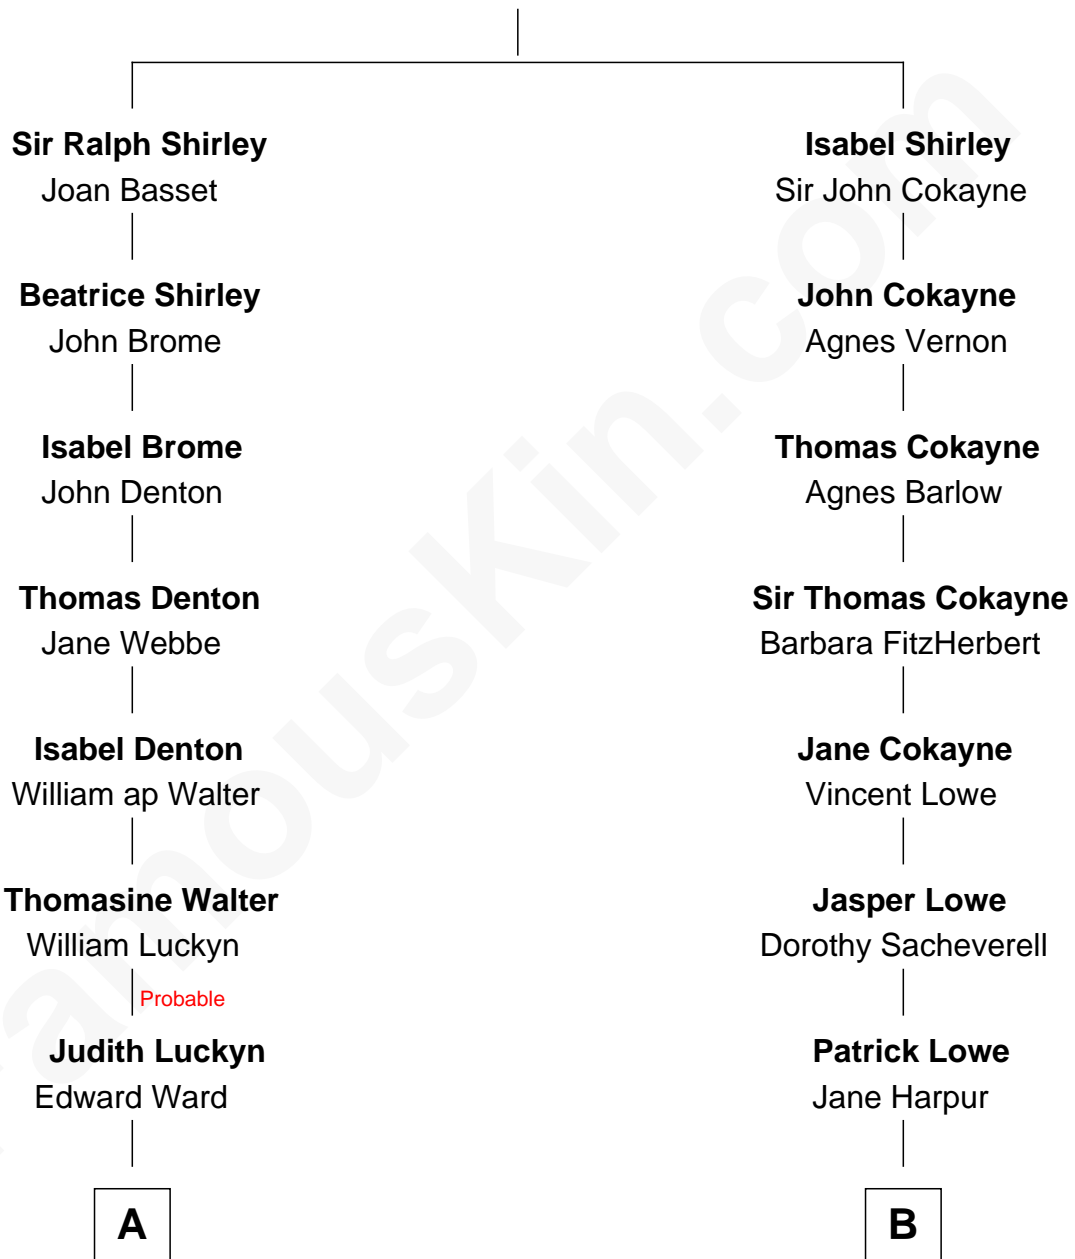 Sir Ralph Shirley
Joan Basset
Isabel Shirley
Sir John Cokayne
Beatrice Shirley
John Brome
John Cokayne
Agnes Vernon
Isabel Brome
John Denton
Thomas Cokayne
Agnes Barlow
Thomas Denton
Jane Webbe
Sir Thomas Cokayne
Barbara FitzHerbert
Isabel Denton
William ap Walter
Jane Cokayne
Vincent Lowe
Thomasine Walter
William Luckyn
Jasper Lowe
Dorothy Sacheverell
Probable
Judith Luckyn
Edward Ward
Patrick Lowe
Jane Harpur
A
B
FamousKin.com